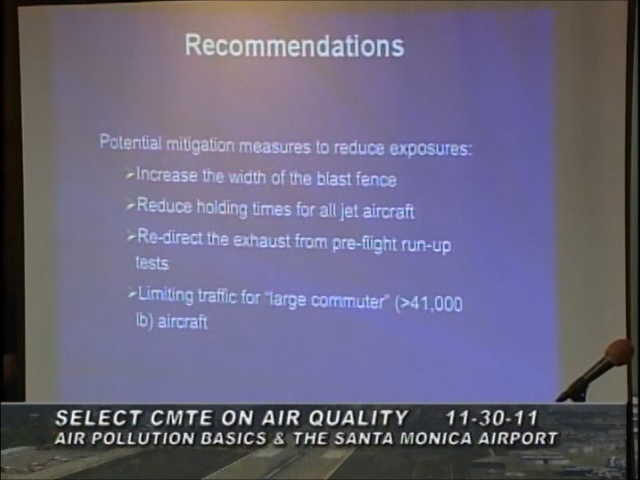 Recommendations
Potential mitigation measures to reduce exposures:
➢Increase the width of the blast fence
➢Reduce holding times for all jet aircraft
➢Re-direct the exhaust from pre-flight run-up
tests
➢Limiting traffic for "large commuter" (>41,000
lb) aircraft
SELECT CMTE ON AIR QUALITY 11-30-11
AIR POLLUTION BASICS & THE SANTA MONICA AIRPORT